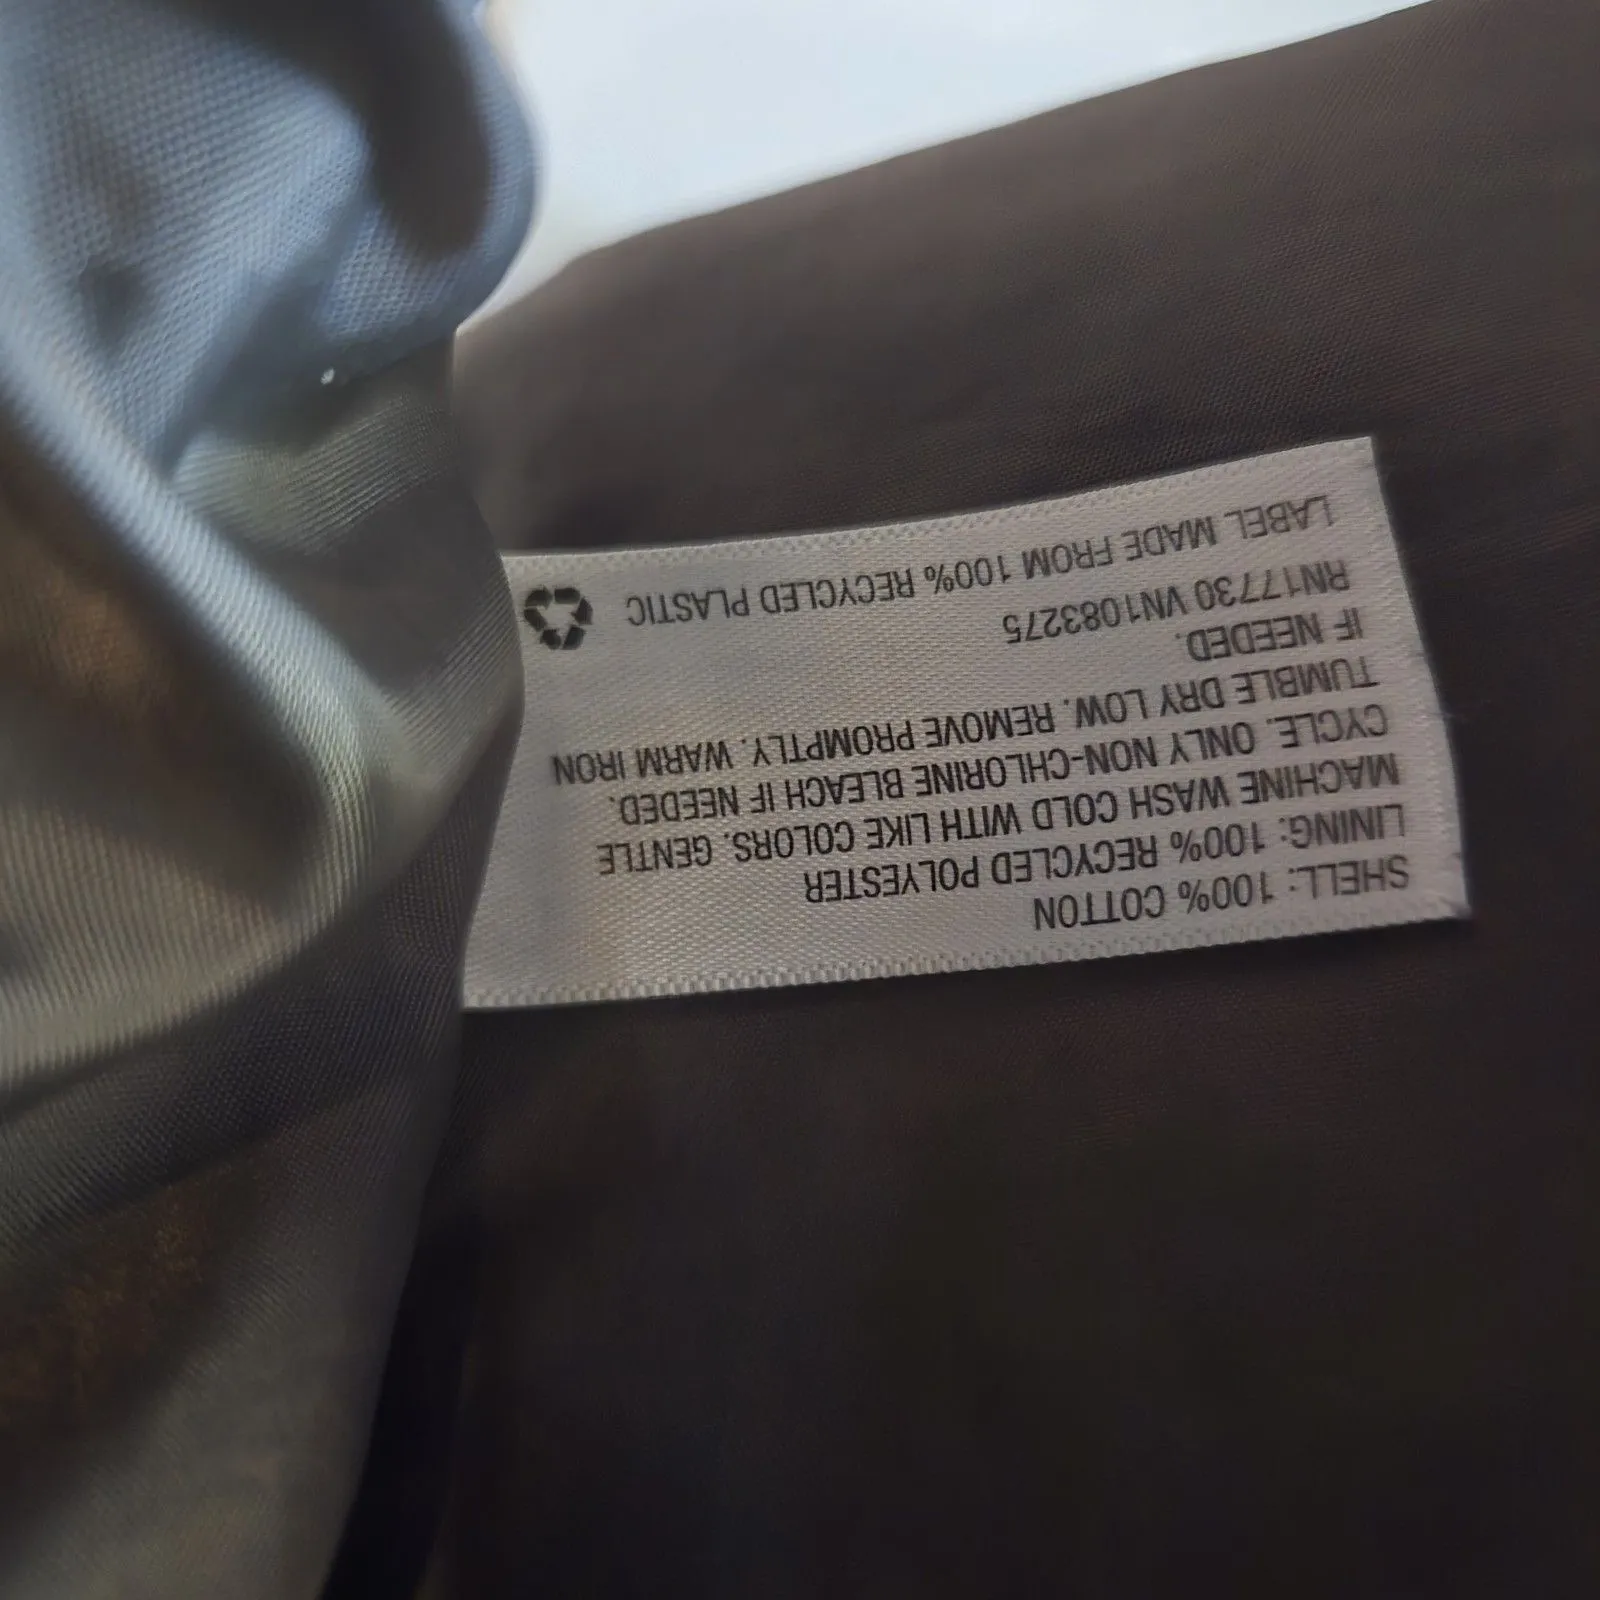 SHELL: 100% COTTON
LINING: 100% RECYCLED POLYESTER
MACHINE WASH COLD WITH LIKE COLORS. GENTLE
CYCLE. ONLY NON-CHLORINE BLEACH IF NEEDED.
TUMBLE DRY LOW. REMOVE PROMPTLY. WARM IRON
IF NEEDED.
RN17730 VN1083275
LABEL MADE FROM 100% RECYCLED PLASTIC